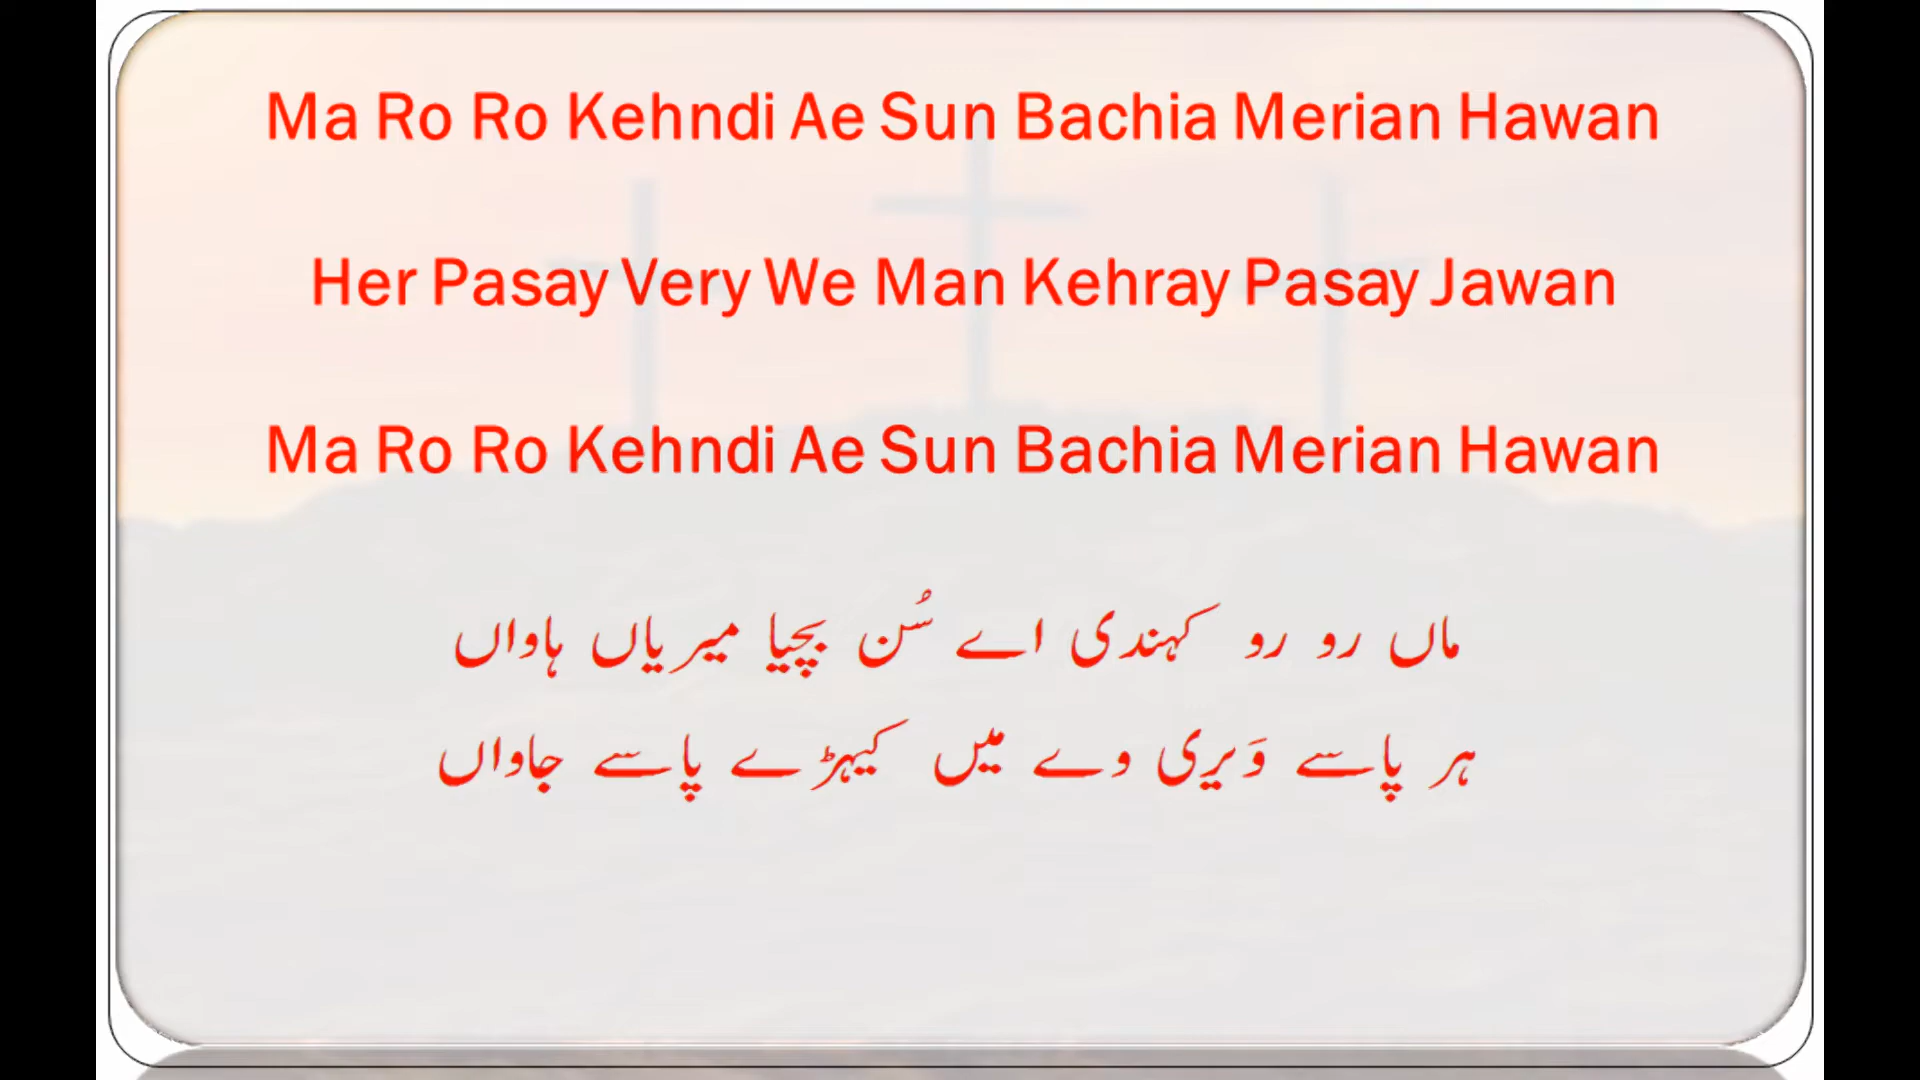 Ma Ro Ro Kehndi Ae Sun Bachia Merian Hawan
Her Pasay Very We Man Kehray Pasay Jawan
Ma Ro Ro Kehndi Ae Sun Bachia Merian Hawan
ماں رو رو کہندی اے سُن بچیا میریاں ہاواں
ہر پاسے وَیری وے میں کیہڑے پاسے جاواں